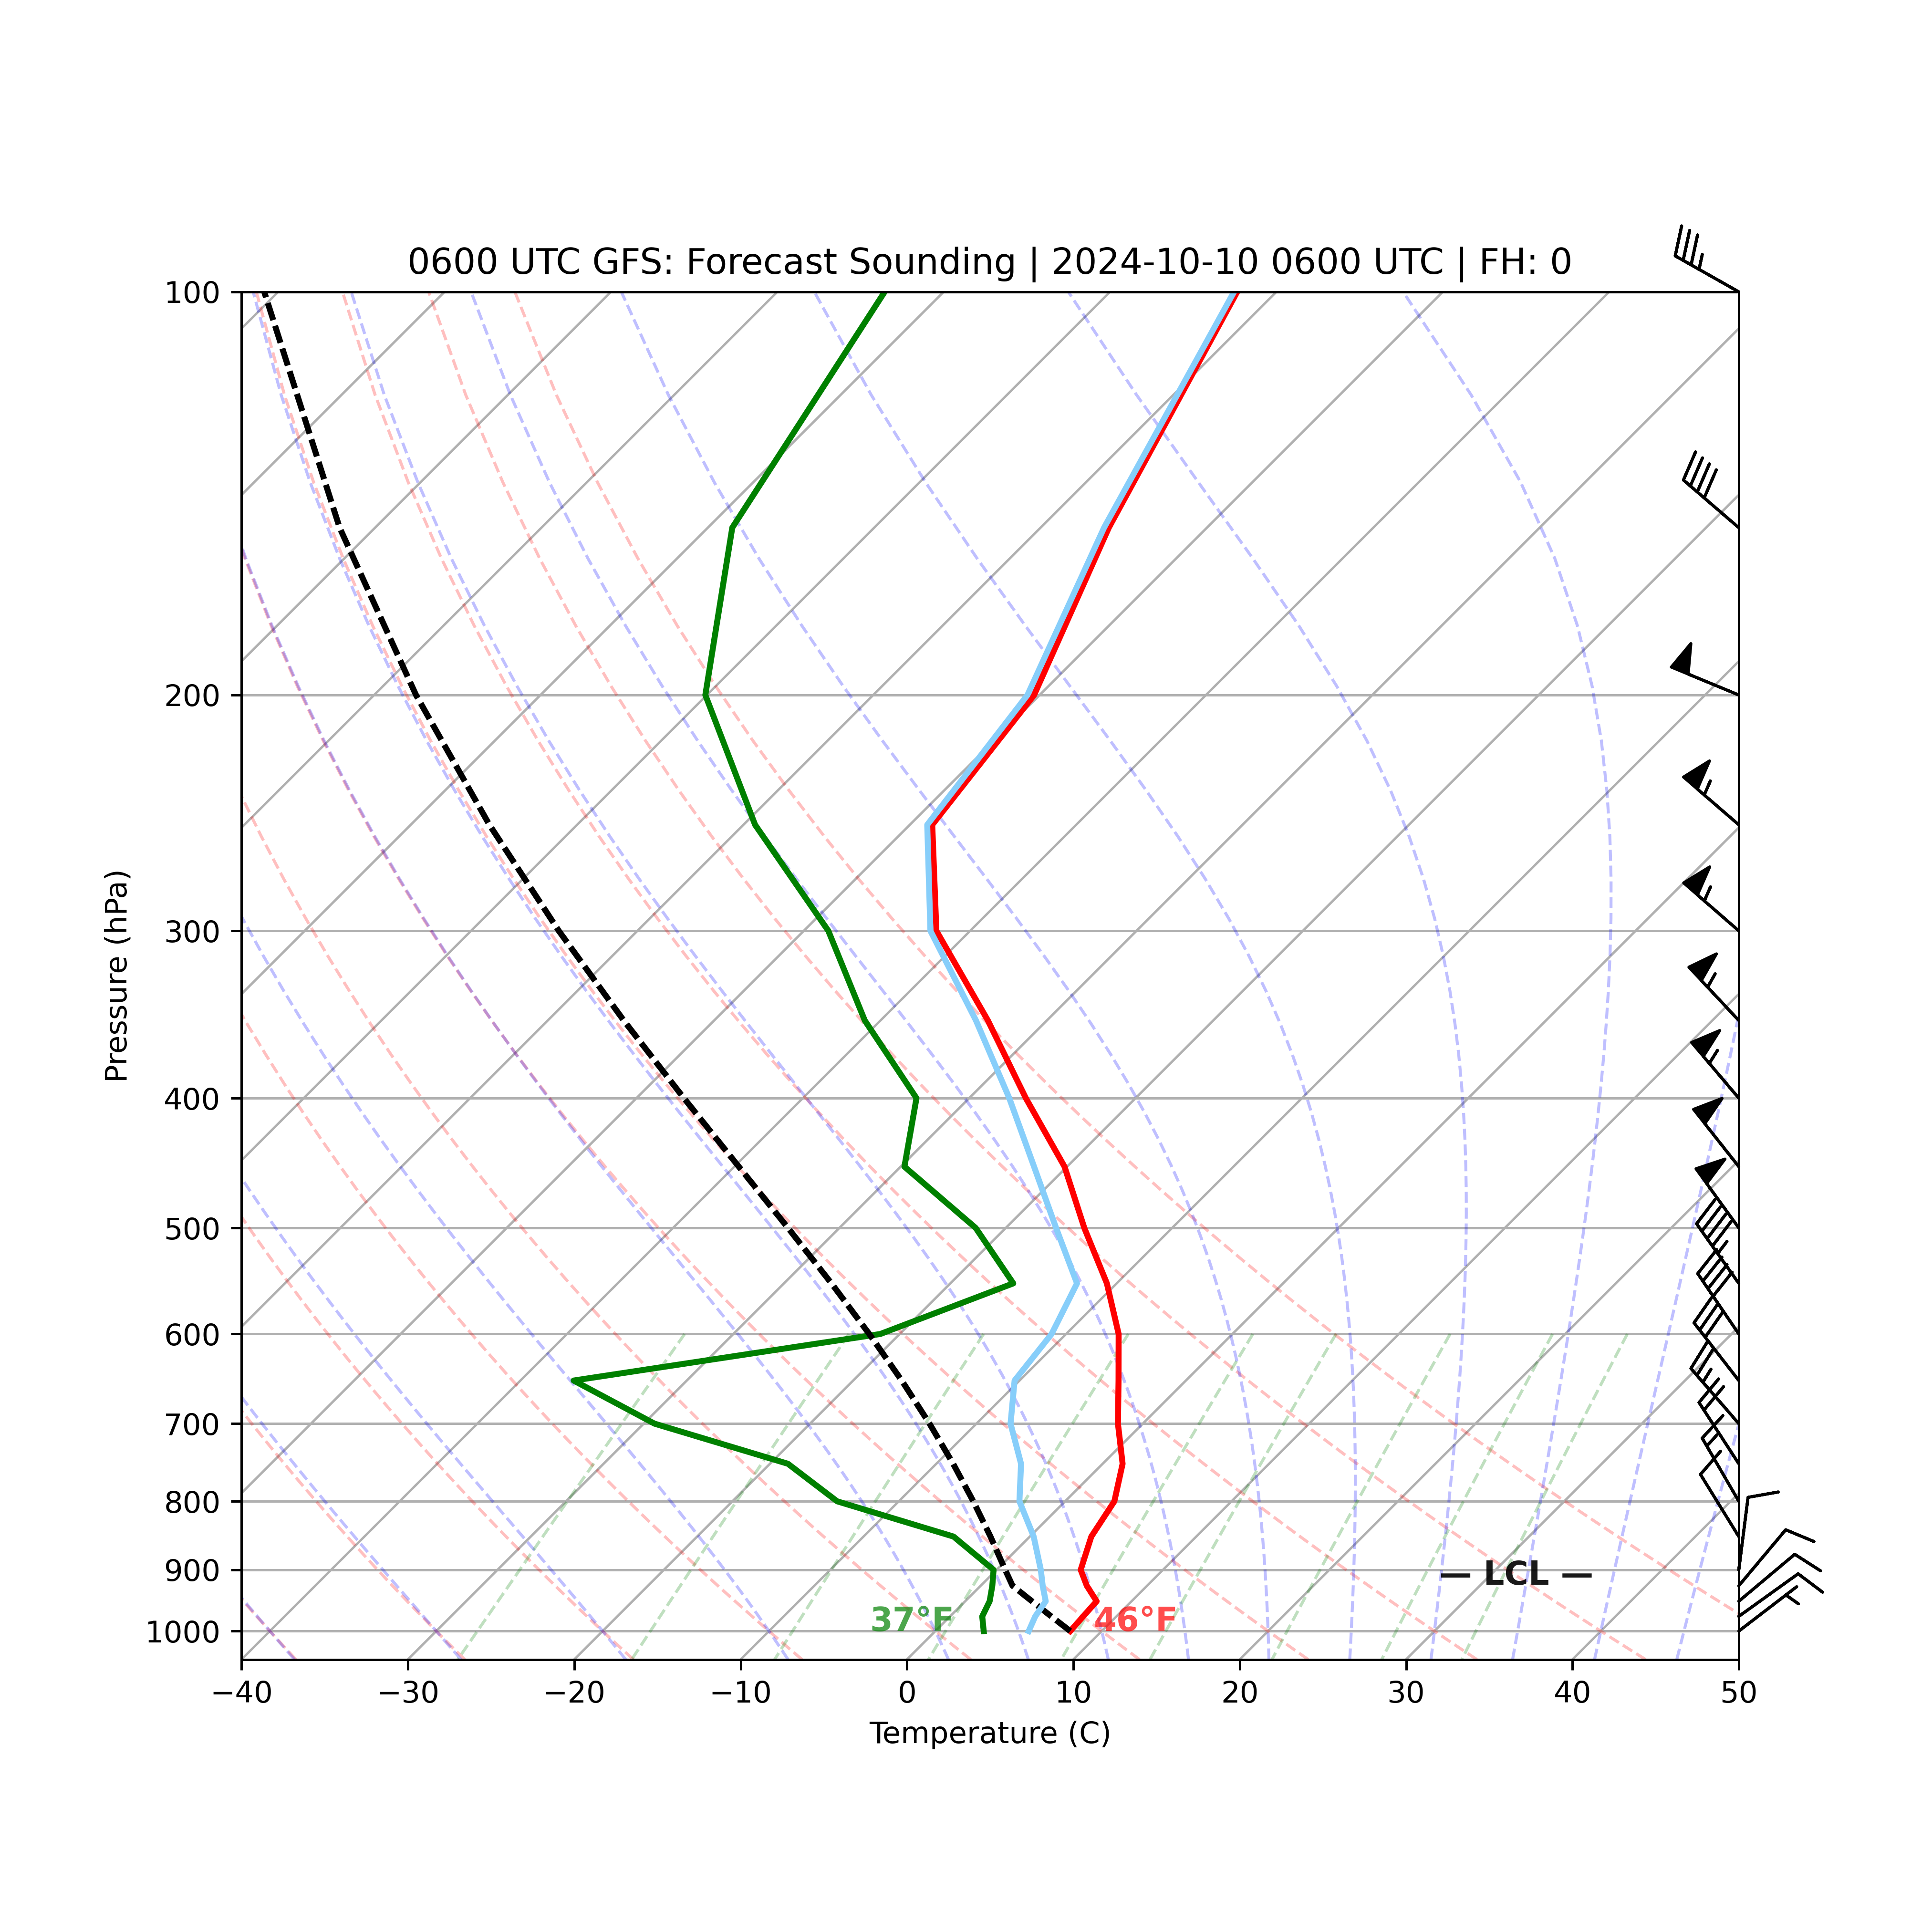 0600 UTC GFS: Forecast Sounding | 2024-10-10 0600 UTC | FH: 0
100
200
300
400
500
600
700
800
900
1000
Pressure (hPa)
— LCL —
37°F
46°F
−40 −30 −20 −10 0 10 20 30 40 50
Temperature (C)